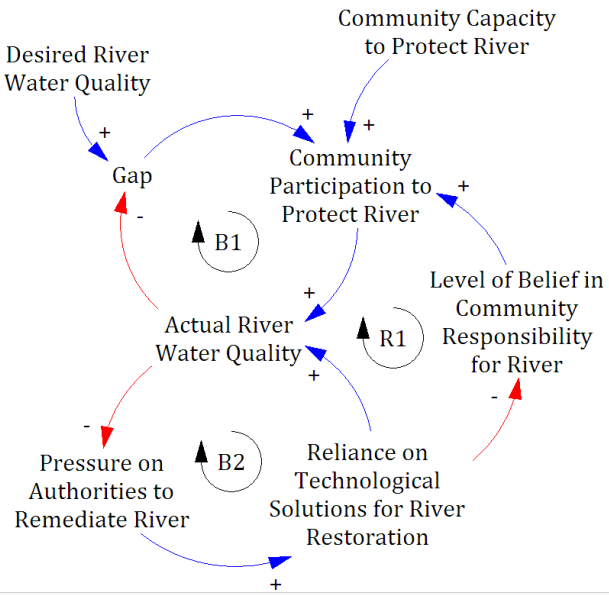 Community Capacity
to Protect River
Desired River
Water Quality
+
+
+
Gap
Community
Participation to
Protect River
+
-
B1
Level of Belief in
Community
Responsibility
for River
+
Actual River
Water Quality
R1
+
-
-
Pressure on
Authorities to
Remediate River
B2
Reliance on
Technological
Solutions for River
Restoration
+